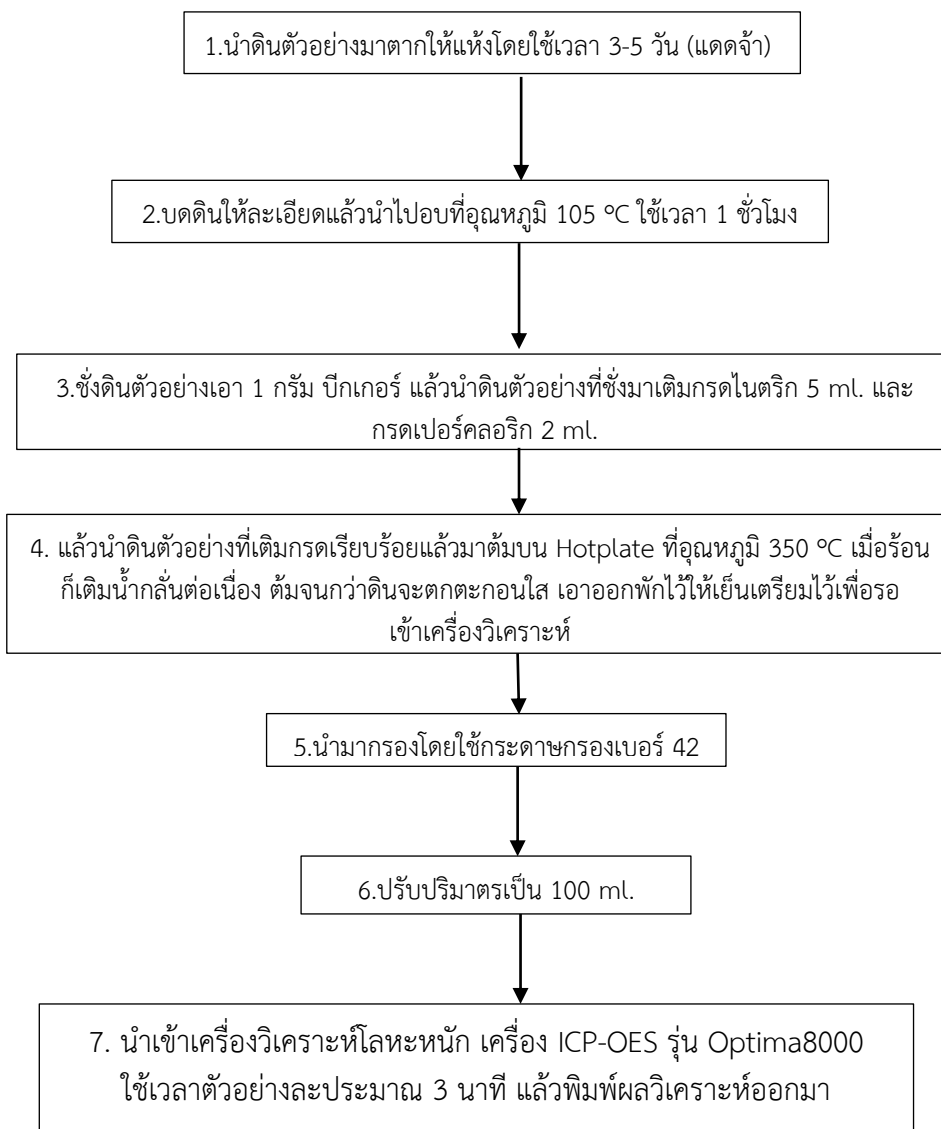 1.นำดินตัวอย่างมาตากให้แห้งโดยใช้เวลา 3-5 วัน (แดดจ้า)
2.บดดินให้ละเอียดแล้วนำไปอบที่อุณหภูมิ 105 ºC ใช้เวลา 1 ชั่วโมง
3.ชั่งดินตัวอย่างเอา 1 กรัม บีกเกอร์ แล้วนำดินตัวอย่างที่ชั่งมาเติมกรดไนตริก 5 ml. และ
กรดเปอร์คลอริก 2 ml.
4. แล้วนำดินตัวอย่างที่เติมกรดเรียบร้อยแล้วมาต้มบน Hotplate ที่อุณหภูมิ 350 ºC เมื่อร้อน
ก็เติมน้ำกลั่นต่อเนื่อง ต้มจนกว่าดินจะตกตะกอนใส เอาออกพักไว้ให้เย็นเตรียมไว้เพื่อรอ
เข้าเครื่องวิเคราะห์
5.นำมากรองโดยใช้กระดาษกรองเบอร์ 42
6.ปรับปริมาตรเป็น 100 ml.
7. นำเข้าเครื่องวิเคราะห์โลหะหนัก เครื่อง ICP-OES รุ่น Optima8000
ใช้เวลาตัวอย่างละประมาณ 3 นาที แล้วพิมพ์ผลวิเคราะห์ออกมา